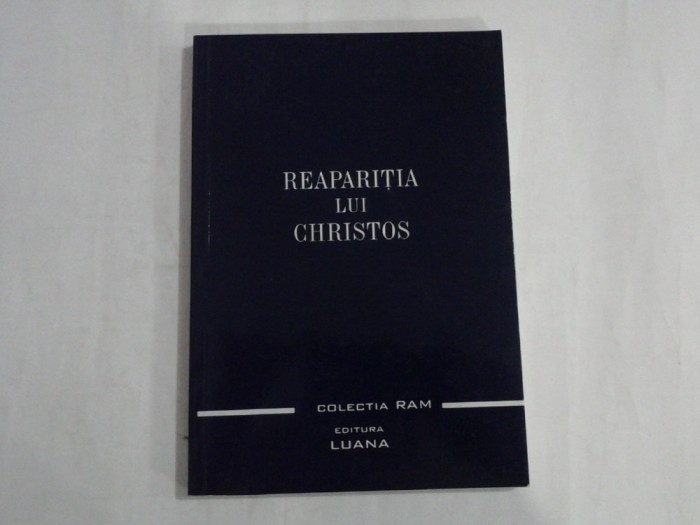 REAPARIȚIA
LUI
CHRISTOS
COLECTIA RAM
EDITURA
LUANA